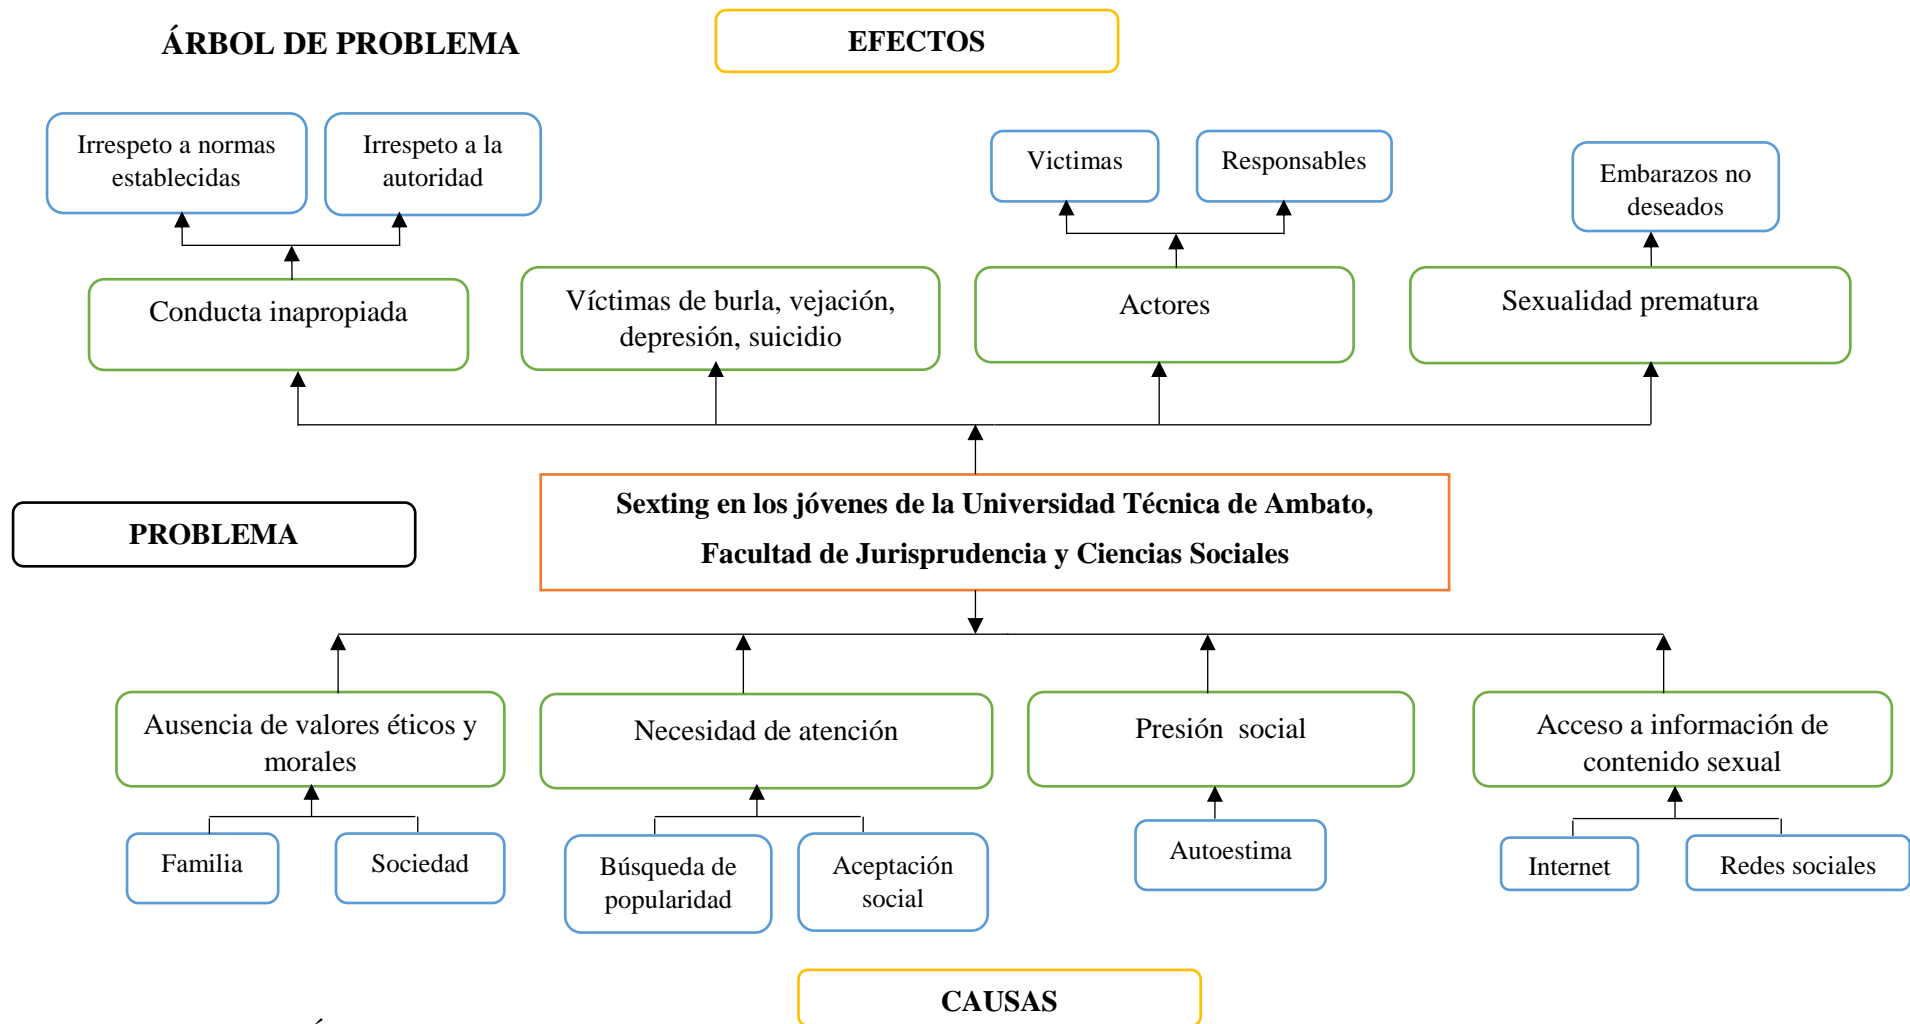 ÁRBOL DE PROBLEMA
EFECTOS
Irrespeto a normas
establecidas
Irrespeto a la
autoridad
Victimas
Responsables
Embarazos no
deseados
Conducta inapropiada
Víctimas de burla, vejación,
depresión, suicidio
Actores
Sexualidad prematura
PROBLEMA
Sexting en los jóvenes de la Universidad Técnica de Ambato,
Facultad de Jurisprudencia y Ciencias Sociales
Ausencia de valores éticos y
morales
Necesidad de atención
Presión  social
Acceso a información de
contenido sexual
Familia
Sociedad
Búsqueda de
popularidad
Aceptación
social
Autoestima
Internet
Redes sociales
CAUSAS